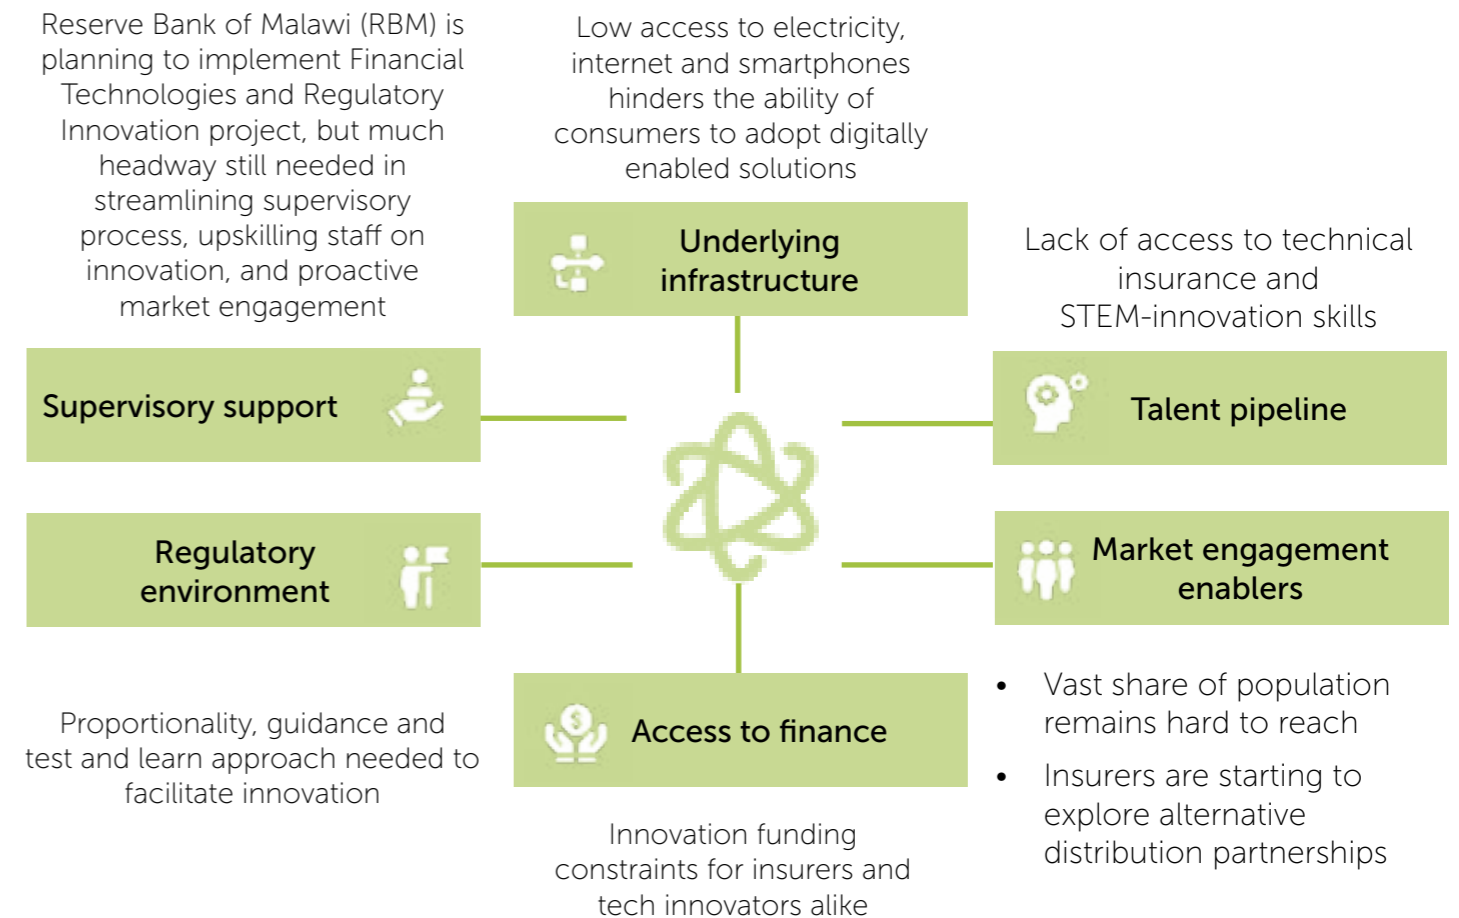 Reserve Bank of Malawi (RBM) is
planning to implement Financial
Technologies and Regulatory
Innovation project, but much
headway still needed in
streamlining supervisory
process, upskilling staff on
innovation, and proactive
market engagement
Supervisory support
Low access to electricity,
internet and smartphones
hinders the ability of
consumers to adopt digitally
enabled solutions
Underlying
infrastructure
Lack of access to technical
insurance and
STEM-innovation skills
Talent pipeline
Regulatory
environment
Proportionality, guidance and
test and learn approach needed to
facilitate innovation
Access to finance
Innovation funding
constraints for insurers and
tech innovators alike
Market engagement
enablers
• Vast share of population
remains hard to reach
• Insurers are starting to
explore alternative
distribution partnerships